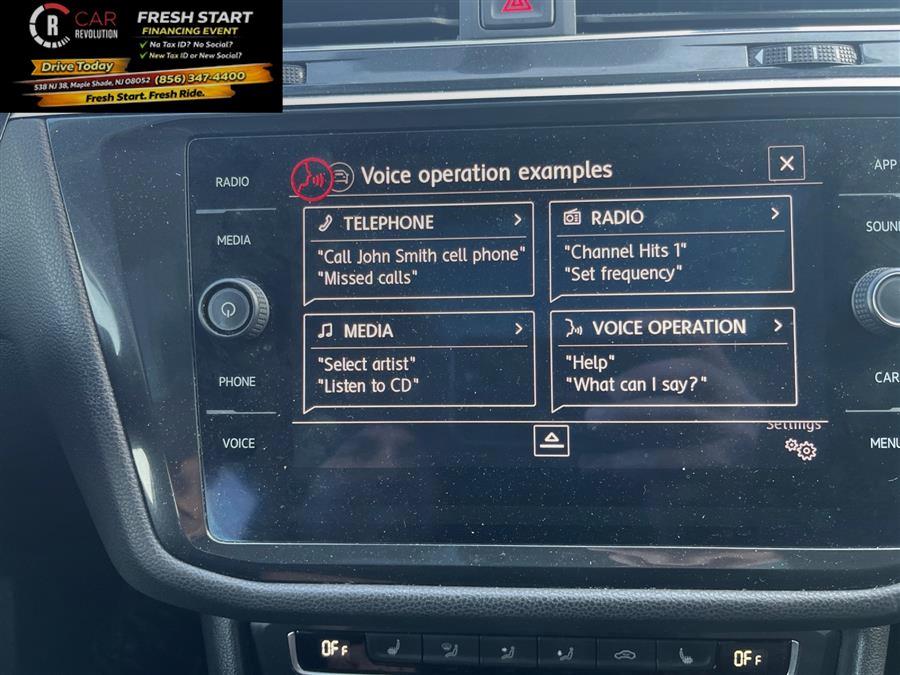 R
CAR
REVOLUTION
FRESH START
FINANCING EVENT
✓ No Tax ID? No Social?
✓ New Tax ID or New Social?
Drive Today
538 NJ 38, Maple Shade, NJ 08052 (856) 347-4400
Fresh Start. Fresh Ride.
RADIO
MEDIA
PHONE
VOICE
Voice operation examples
TELEPHONE
"Call John Smith cell phone"
"Missed calls"
RADIO
"Channel Hits 1"
"Set frequency"
MEDIA
"Select artist"
"Listen to CD"
VOICE OPERATION
"Help"
"What can I say?"
Settings
APP
SOUN
CAR
MENU
OFF
OFF